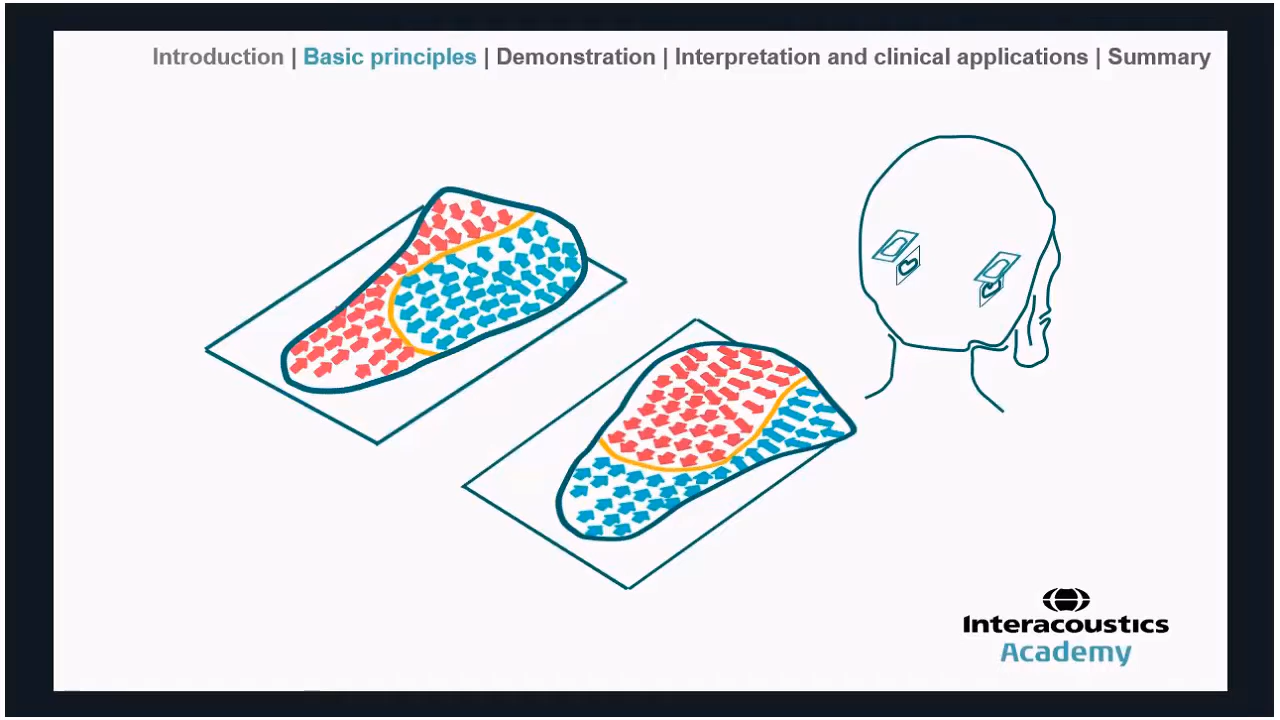 Introduction | Basic principles | Demonstration | Interpretation and clinical applications | Summary
Interacoustics
Academy